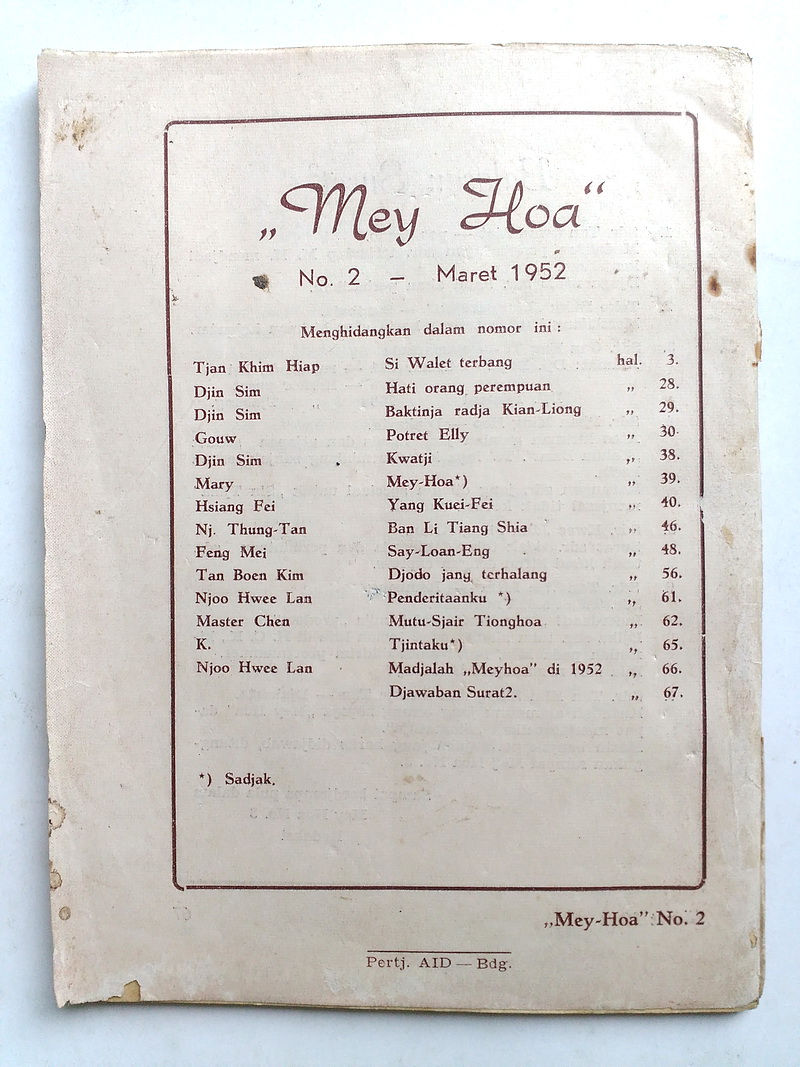 „Mey Hoa“
No. 2 — Maret 1952
Menghidangkan dalam nomor ini :
Tjan Khim Hiap Si Walet terbang hal. 3.
Djin Sim Hati orang perempuan „ 28.
Djin Sim Baktinja radja Kian-Liong „ 29.
Gouw Potret Elly „ 30.
Djin Sim Kwatji „ 38.
Mary Mey-Hoa*) „ 39.
Hsiang Fei Yang Kuei-Fei „ 40.
Nj. Thung-Tan Ban Li Tiang Shia „ 46.
Feng Mei Say-Loan-Eng „ 48.
Tan Boen Kim Djodo jang terhalang „ 56.
Njoo Hwee Lan Penderitaanku *) „ 61.
Master Chen Mutu-Sjair Tionghoa „ 62.
K. Tjintaku*) „ 65.
Njoo Hwee Lan Madjalah „Meyhoa” di 1952 „ 66.
Djawaban Surat2. „ 67.
*) Sadjak.
„Mey-Hoa” No. 2
Pertj. AID — Bdg.